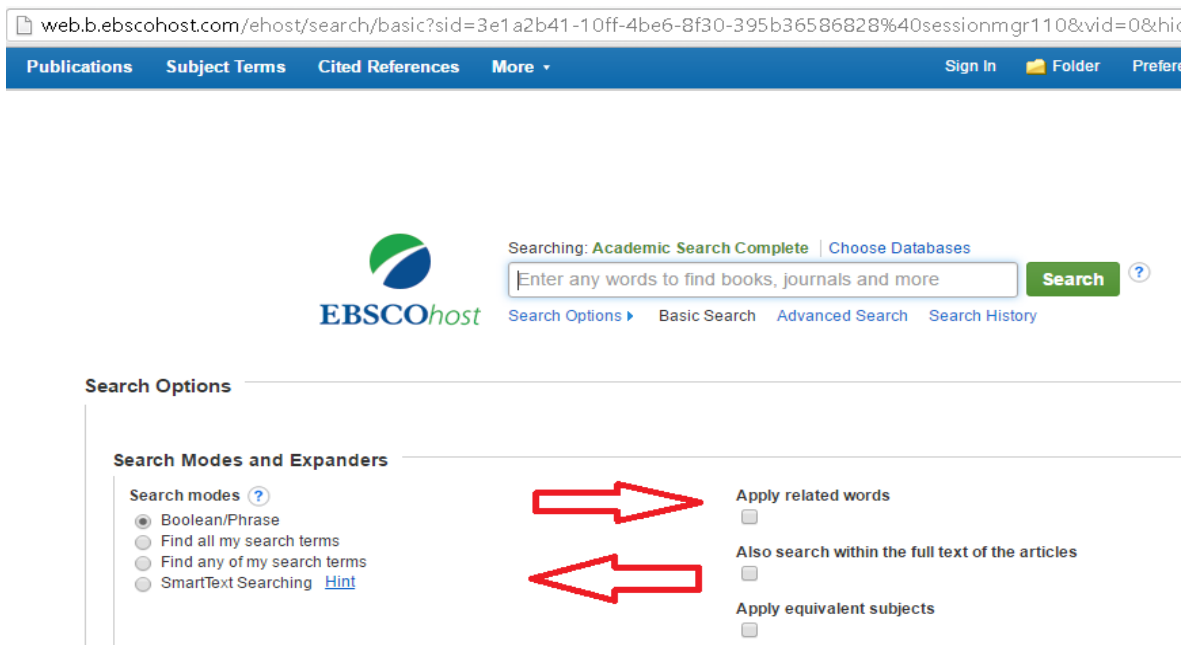 web.b.ebscohost.com/ehost/search/basic?sid=3e1a2b41-10ff-4be6-8f30-395b36586828%40sessionmgr110&vid=0&hid
Publications Subject Terms Cited References More Sign In Folder Prefere
Searching: Academic Search Complete | Choose Databases
Enter any words to find books, journals and more Search ?
EBSCOhost
Search Options Basic Search Advanced Search Search History
Search Options
Search Modes and Expanders
Search modes ?
Boolean/Phrase
Find all my search terms
Find any of my search terms
SmartText Searching Hint
Apply related words
Also search within the full text of the articles
Apply equivalent subjects